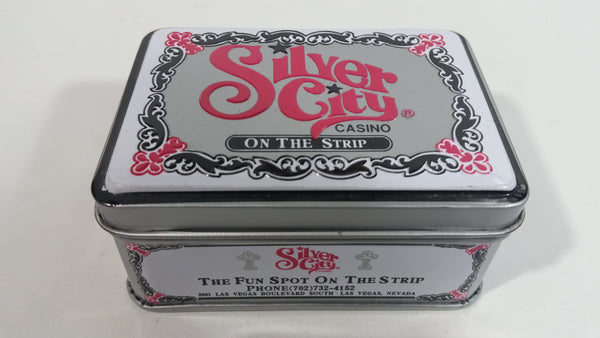 Silver
City®
CASINO
ON THE STRIP
Silver
City
THE FUN SPOT ON THE STRIP
PHONE(702)732-4152
3001 LAS VEGAS BOULEVARD SOUTH LAS VEGAS, NEVADA